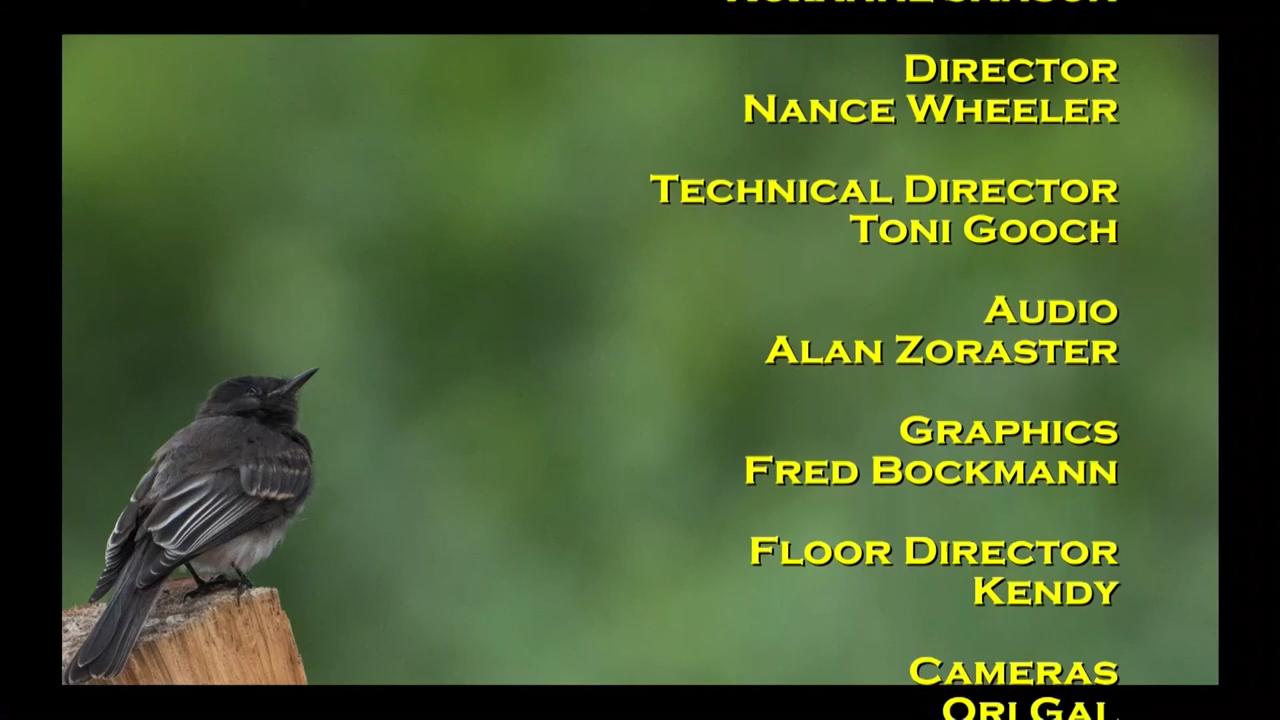 Director
Nance Wheeler
Technical Director
Toni Gooch
Audio
Alan Zoraster
Graphics
Fred Bockmann
Floor Director
Kendy
Cameras
Ori Gal